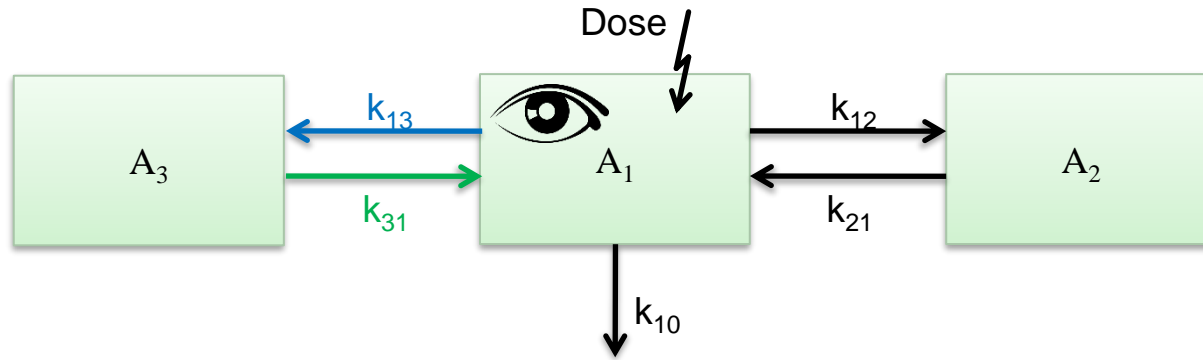 Dose
k₁₃
k₁₂
A₃
A₁
A₂
k₃₁
k₂₁
k₁₀